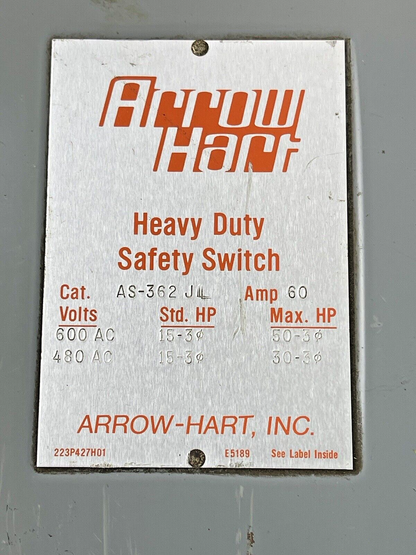 Arrow
Hart
Heavy Duty
Safety Switch
Cat. AS-362 J Amp 60
Volts Std. HP Max. HP
600 AC 15-3φ 50-3φ
480 AC 15-3φ 30-3φ
ARROW-HART, INC.
223P427H01 E5189 See Label Inside